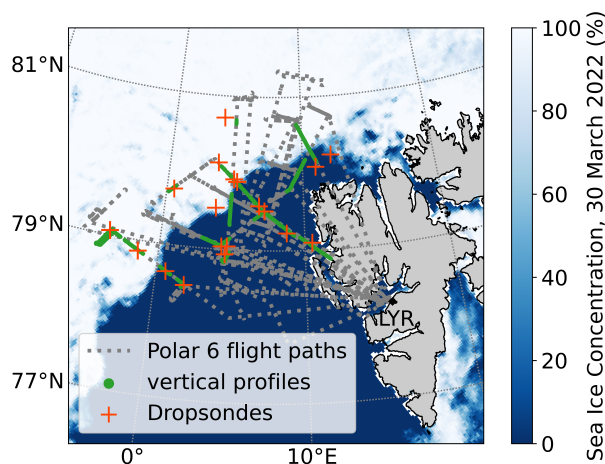 81°N
79°N
77°N
LYR
Polar 6 flight paths
vertical profiles
Dropsondes
0°
10°E
100
80
60
40
20
0
Sea Ice Concentration, 30 March 2022 (%)